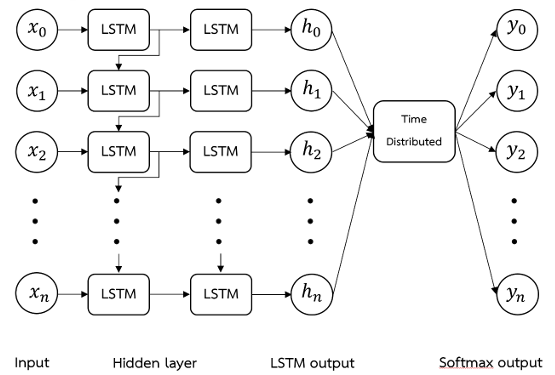 x₀ LSTM LSTM h₀ y₀
x₁ LSTM LSTM h₁ y₁
Time
Distributed
x₂ LSTM LSTM h₂ y₂
xₙ LSTM LSTM hₙ yₙ
Input Hidden layer LSTM output Softmax output